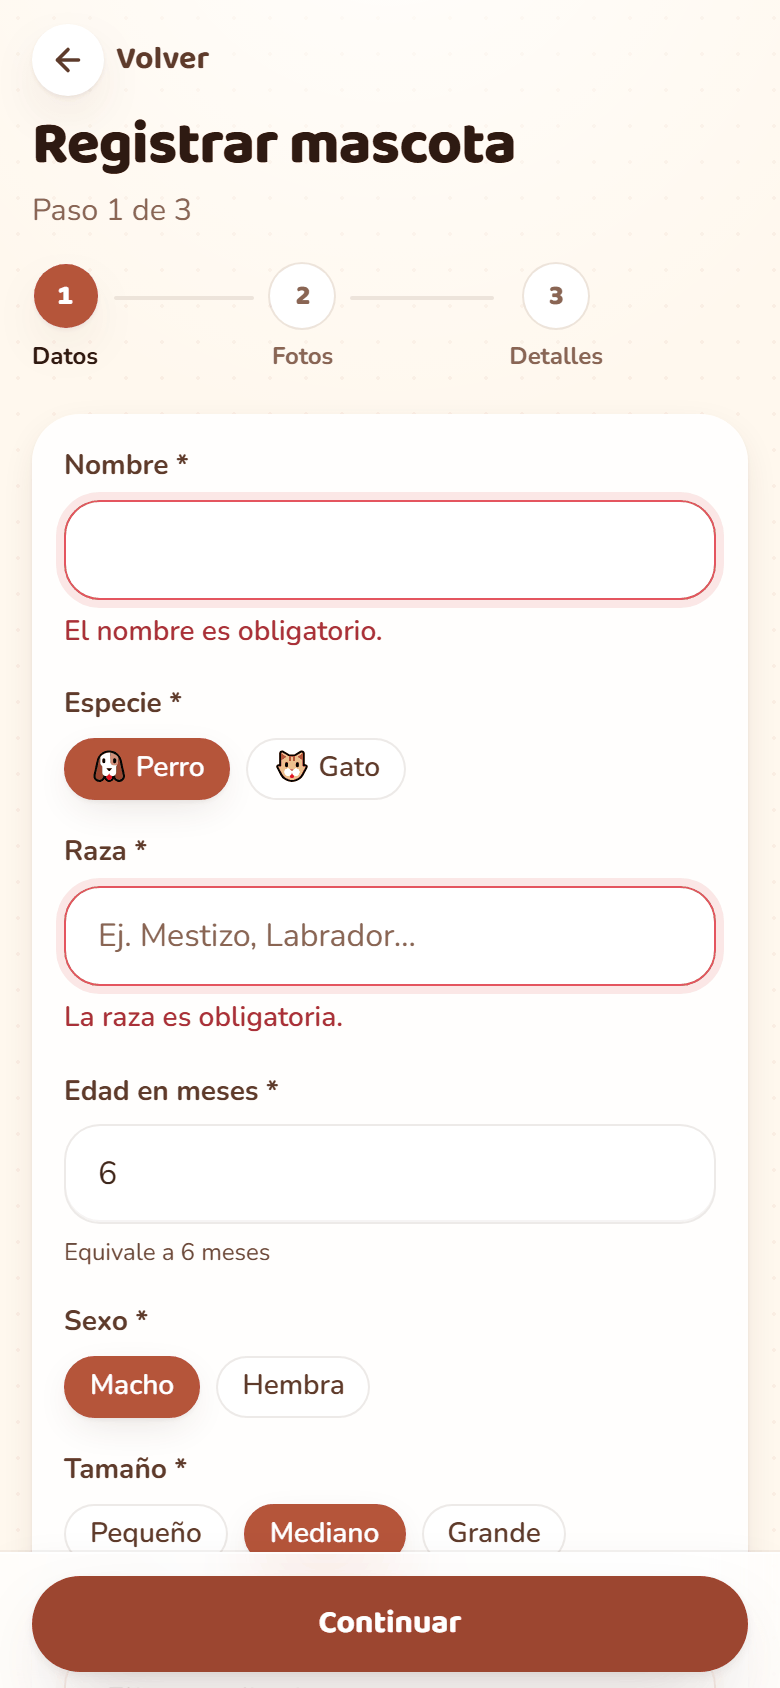 Volver
Registrar mascota
Paso 1 de 3
1 2 3
Datos Fotos Detalles
Nombre *
El nombre es obligatorio.
Especie *
Perro Gato
Raza *
Ej. Mestizo, Labrador...
La raza es obligatoria.
Edad en meses *
6
Equivale a 6 meses
Sexo *
Macho Hembra
Tamaño *
Pequeño Mediano Grande
Continuar